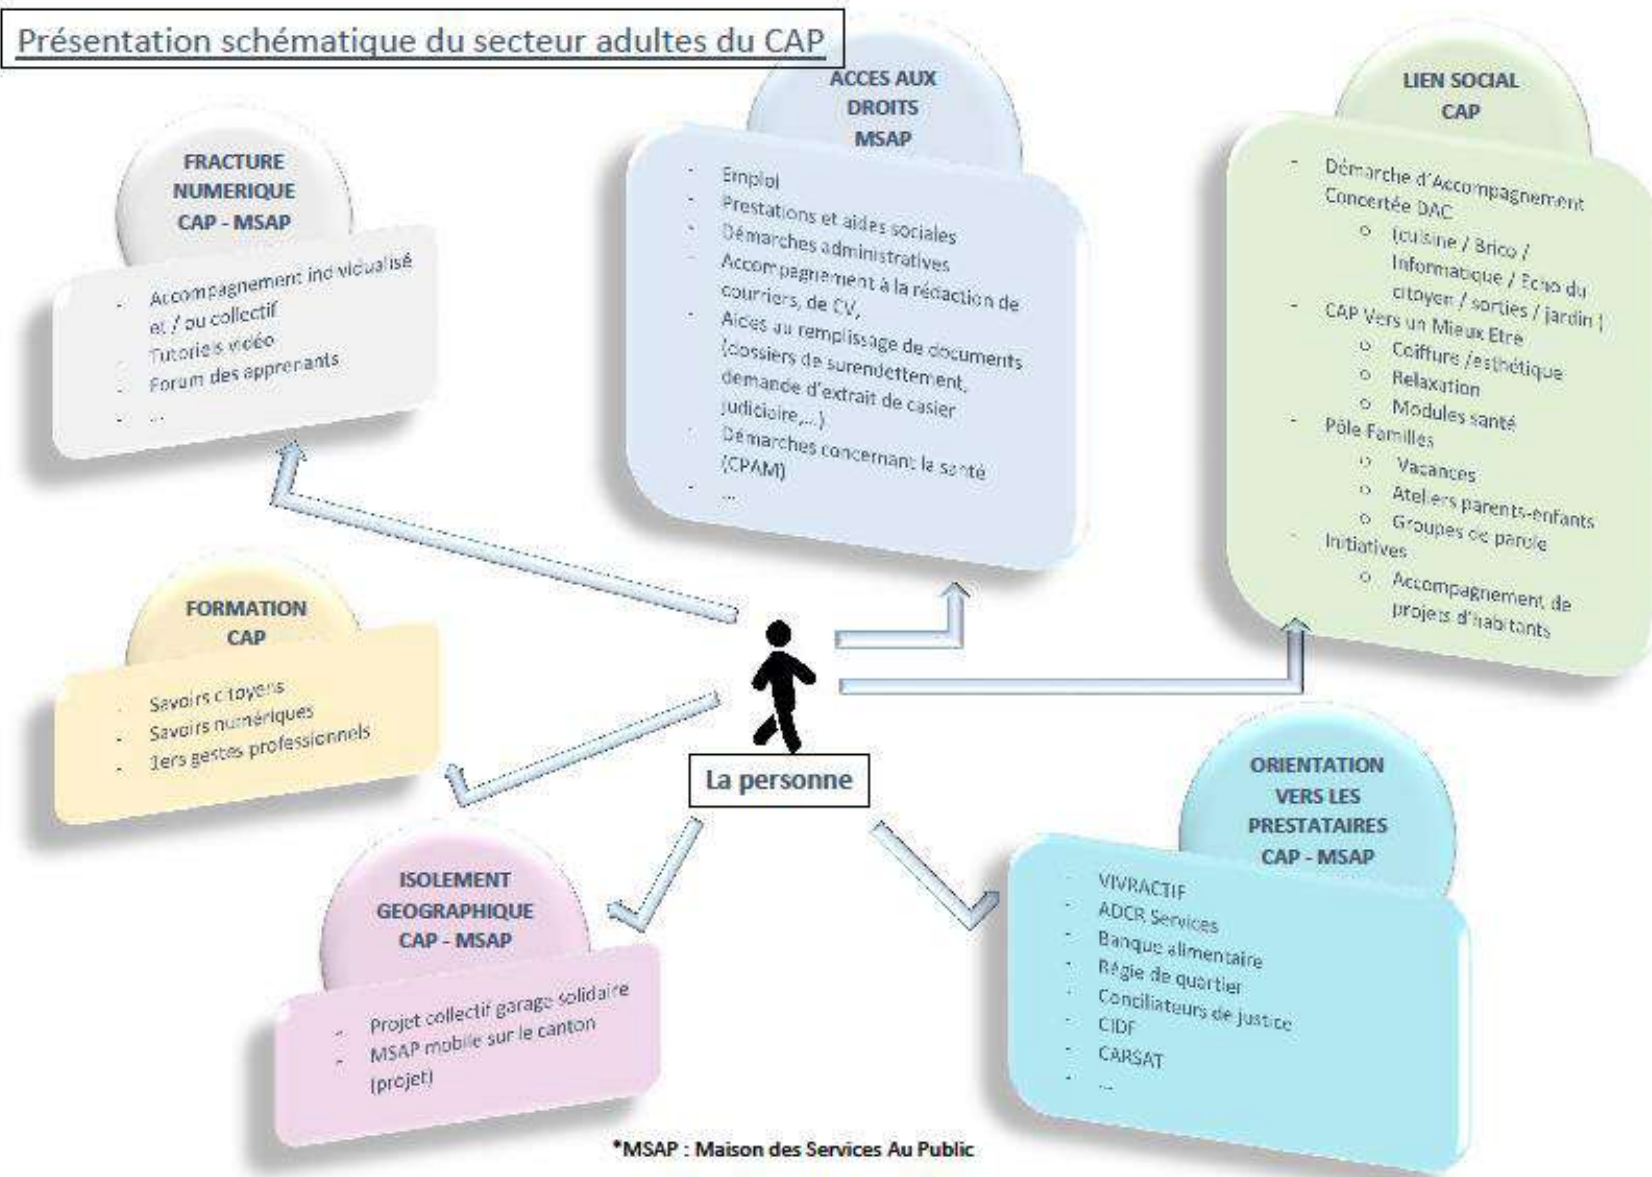 Présentation schématique du secteur adultes du CAP
FRACTURE
NUMERIQUE
CAP - MSAP
- Accompagnement individualisé
et / ou collectif
- Tutoriels vidéo
- Forum des apprenants
- ...
ACCES AUX
DROITS
MSAP
- Emploi
- Prestations et aides sociales
- Démarches administratives
- Accompagnement à la rédaction de
courriers, de CV,
- Aides au remplissage de documents
(dossiers de surendettement,
demande d'extrait de casier
judiciaire,...)
- Démarches concernant la santé
(CPAM)
- ...
LIEN SOCIAL
CAP
- Démarche d'Accompagnement
Concertée DAC
o (cuisine / Brico /
Informatique / Echo du
citoyen / sorties / jardin )
- CAP Vers un Mieux Etre
o Coiffure /esthétique
o Relaxation
o Modules santé
- Pôle Familles
o Vacances
o Ateliers parents-enfants
o Groupes de parole
- Initiatives
o Accompagnement de
projets d'habitants
FORMATION
CAP
- Savoirs citoyens
- Savoirs numériques
- 1ers gestes professionnels
La personne
ISOLEMENT
GEOGRAPHIQUE
CAP - MSAP
- Projet collectif garage solidaire
- MSAP mobile sur le canton
(projet)
ORIENTATION
VERS LES
PRESTATAIRES
CAP - MSAP
- VIVRACTIF
- ADCR Services
- Banque alimentaire
- Régie de quartier
- Conciliateurs de justice
- CIDF
- CARSAT
- ...
*MSAP : Maison des Services Au Public